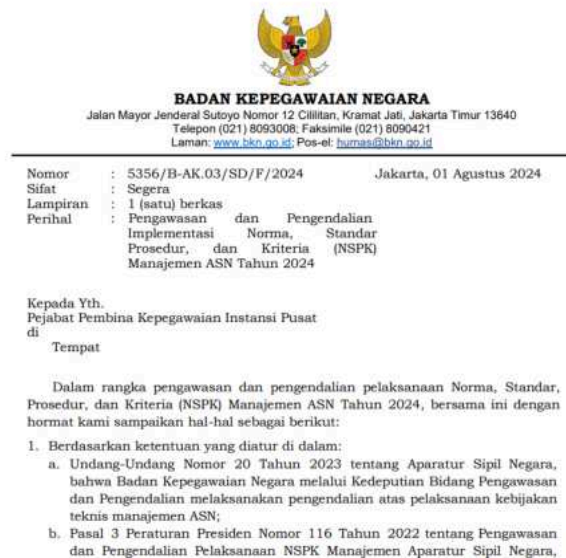 BADAN KEPEGAWAIAN NEGARA
Jalan Mayor Jenderal Sutoyo Nomor 12 Cililitan, Kramat Jati, Jakarta Timur 13640
Telepon (021) 8093008; Faksimile (021) 8090421
Laman: www.bkn.go.id; Pos-el: humas@bkn.go.id
Nomor : 5356/B-AK.03/SD/F/2024 Jakarta, 01 Agustus 2024
Sifat : Segera
Lampiran : 1 (satu) berkas
Perihal : Pengawasan dan Pengendalian
Implementasi Norma, Standar
Prosedur, dan Kriteria (NSPK)
Manajemen ASN Tahun 2024
Kepada Yth.
Pejabat Pembina Kepegawaian Instansi Pusat
di
Tempat
Dalam rangka pengawasan dan pengendalian pelaksanaan Norma, Standar,
Prosedur, dan Kriteria (NSPK) Manajemen ASN Tahun 2024, bersama ini dengan
hormat kami sampaikan hal-hal sebagai berikut:
1. Berdasarkan ketentuan yang diatur di dalam:
a. Undang-Undang Nomor 20 Tahun 2023 tentang Aparatur Sipil Negara,
bahwa Badan Kepegawaian Negara melalui Kedeputian Bidang Pengawasan
dan Pengendalian melaksanakan pengendalian atas pelaksanaan kebijakan
teknis manajemen ASN;
b. Pasal 3 Peraturan Presiden Nomor 116 Tahun 2022 tentang Pengawasan
dan Pengendalian Pelaksanaan NSPK Manajemen Aparatur Sipil Negara,